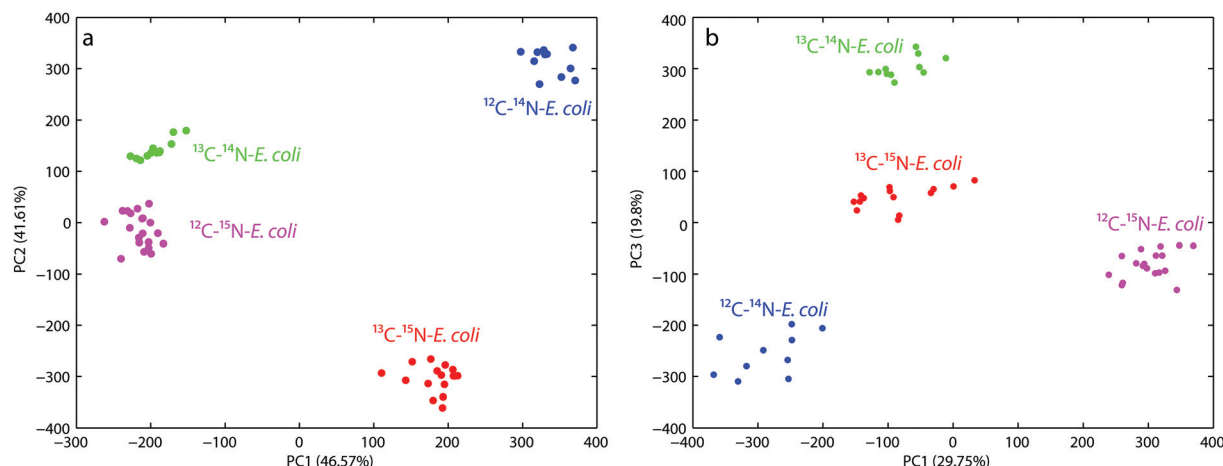 a
400
300
200
100
0
−100
−200
−300
−400
−300
−200
−100
0
100
200
300
400
PC2 (41.61%)
PC1 (46.57%)
¹²C-¹⁴N-E. coli
¹³C-¹⁴N-E. coli
¹²C-¹⁵N-E. coli
¹³C-¹⁵N-E. coli
b
400
300
200
100
0
−100
−200
−300
−400
−400
−300
−200
−100
0
100
200
300
400
PC3 (19.8%)
PC1 (29.75%)
¹³C-¹⁴N-E. coli
¹³C-¹⁵N-E. coli
¹²C-¹⁵N-E. coli
¹²C-¹⁴N-E. coli